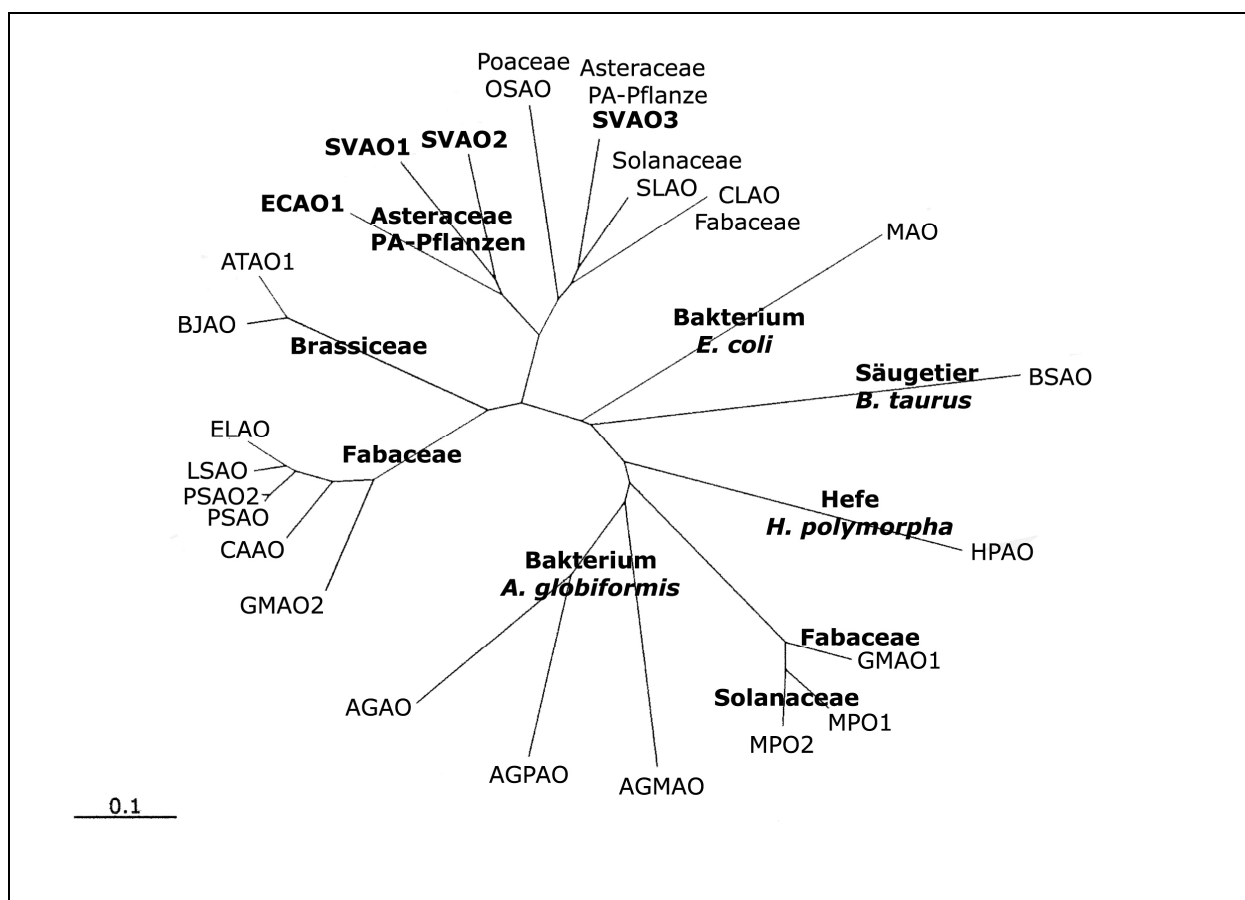 Poaceae
OSAO
Asteraceae
PA-Pflanze
SVAO3
SVAO1
SVAO2
Solanaceae
SLAO
CLAO
Fabaceae
ECAO1
Asteraceae
PA-Pflanzen
MAO
ATAO1
BJAO
Brassiceae
Bakterium
E. coli
Säugetier
B. taurus
BSAO
ELAO
LSAO
PSAO2
PSAO
CAAO
GMAO2
Fabaceae
Hefe
H. polymorpha
HPAO
Bakterium
A. globiformis
Fabaceae
GMAO1
Solanaceae
MPO1
MPO2
AGAO
AGPAO
AGMAO
0.1